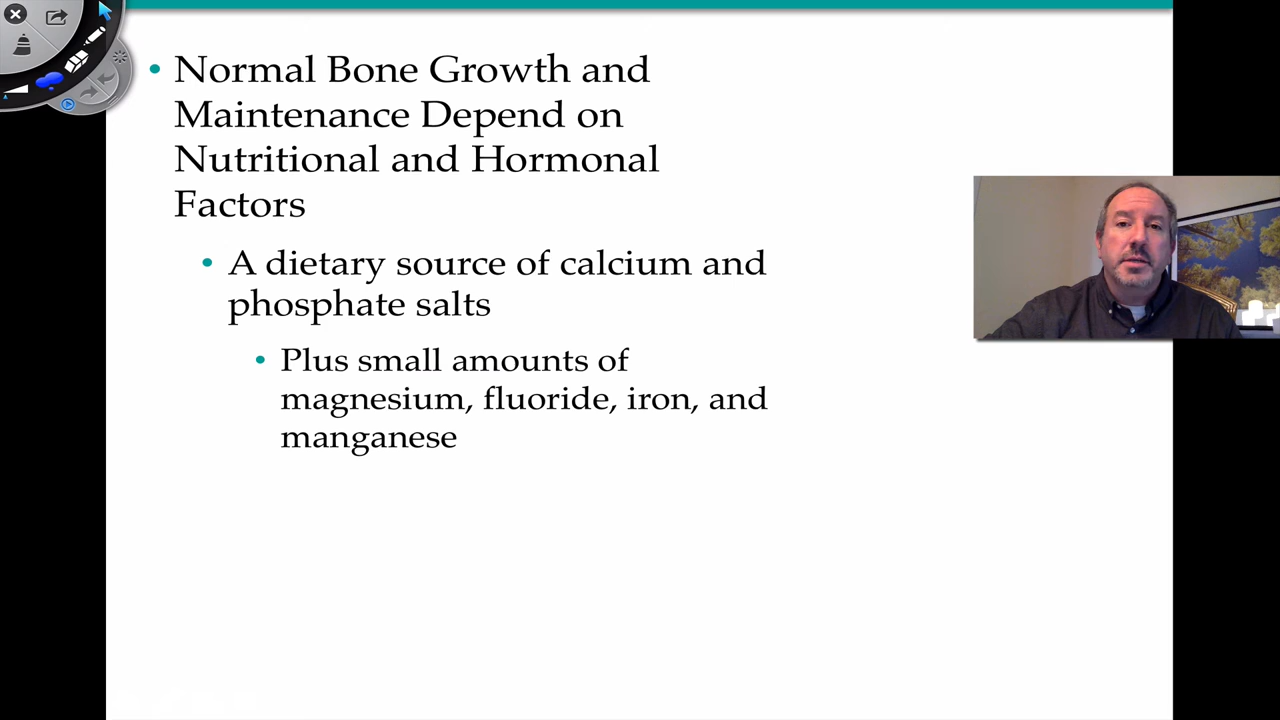 • Normal Bone Growth and
Maintenance Depend on
Nutritional and Hormonal
Factors
• A dietary source of calcium and
phosphate salts
• Plus small amounts of
magnesium, fluoride, iron, and
manganese